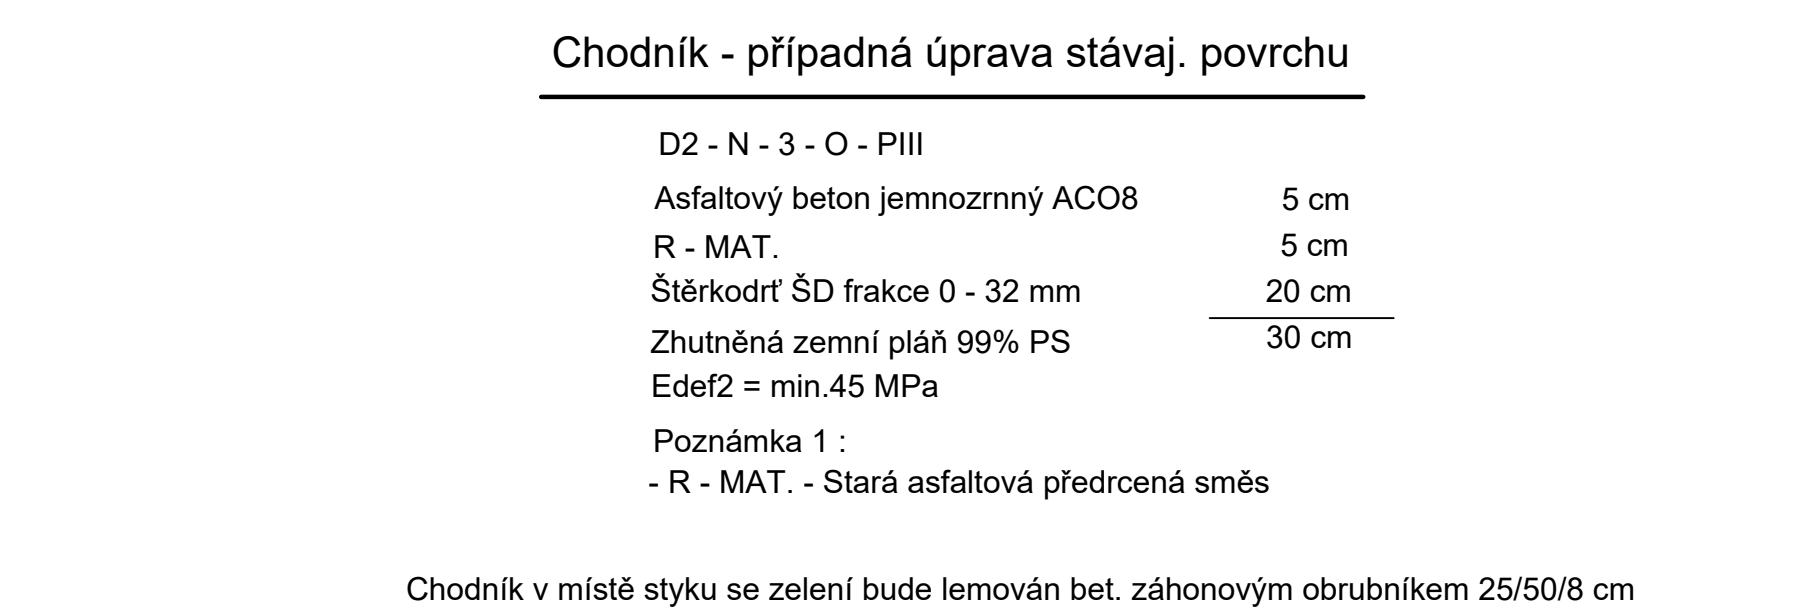 Chodník - případná úprava stávaj. povrchu
D2 - N - 3 - O - PIII
Asfaltový beton jemnozrnný ACO8 5 cm
R - MAT. 5 cm
Štěrkodrť ŠD frakce 0 - 32 mm 20 cm
Zhutněná zemní pláň 99% PS 30 cm
Edef2 = min.45 MPa
Poznámka 1 :
- R - MAT. - Stará asfaltová předrcená směs
Chodník v místě styku se zelení bude lemován bet. záhonovým obrubníkem 25/50/8 cm